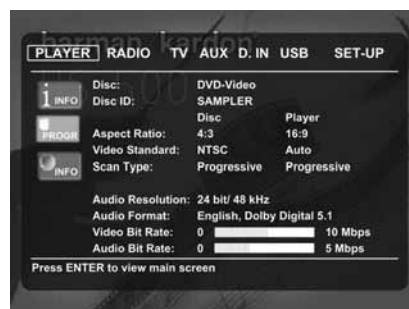 harman kardon
PLAYER RADIO TV AUX D. IN USB SET-UP
i INFO Disc: DVD-Video
Disc ID: SAMPLER
Disc Player
PROGR Aspect Ratio: 4:3 16:9
Video Standard: NTSC Auto
INFO Scan Type: Progressive Progressive
Audio Resolution: 24 bit/ 48 kHz
Audio Format: English, Dolby Digital 5.1
Video Bit Rate: 0 10 Mbps
Audio Bit Rate: 0 5 Mbps
Press ENTER to view main screen